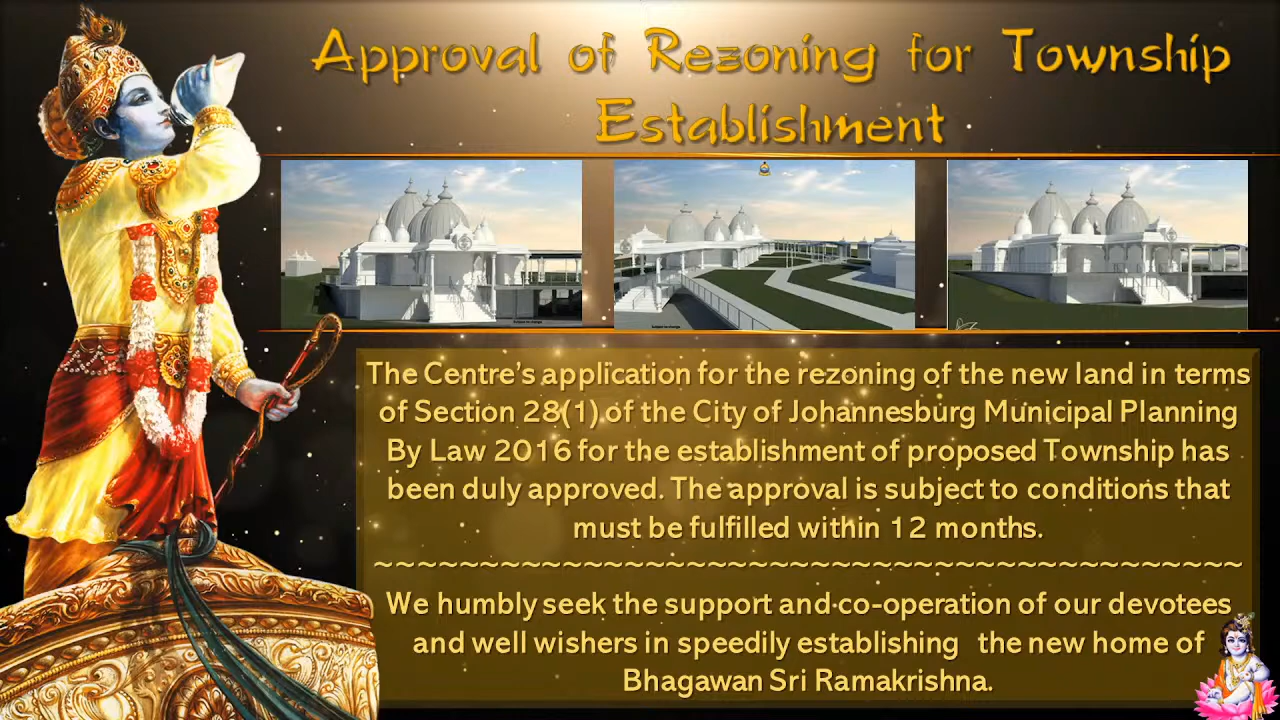 Approval of Rezoning for Township
Establishment
The Centre's application for the rezoning of the new land in terms
of Section 28(1) of the City of Johannesburg Municipal Planning
By Law 2016 for the establishment of proposed Township has
been duly approved. The approval is subject to conditions that
must be fulfilled within 12 months.
~~~~~~~~~~~~~~~~~~~~~~~~~~~~~~~~~~~~~~~~~~~
We humbly seek the support and co-operation of our devotees
and well wishers in speedily establishing the new home of
Bhagawan Sri Ramakrishna.